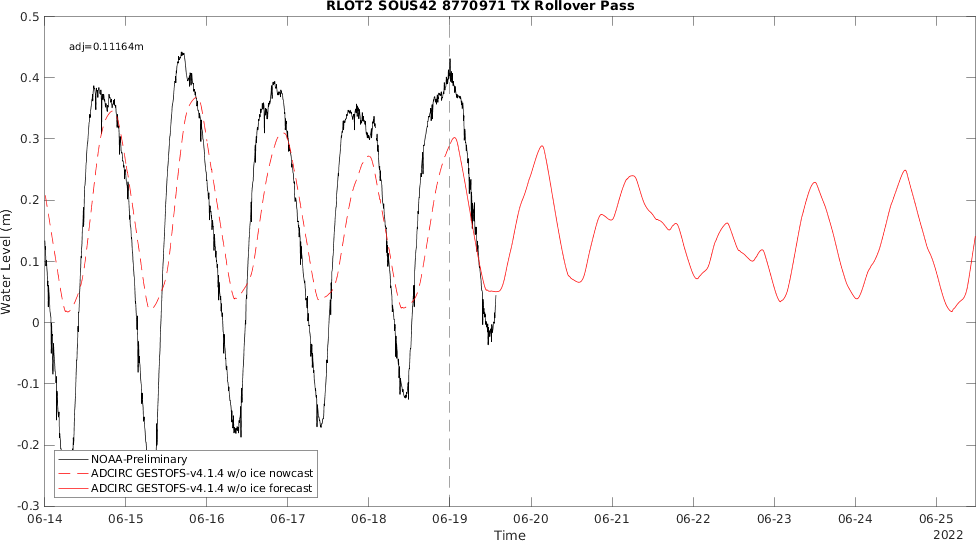 RLOT2 SOUS42 8770971 TX Rollover Pass
adj=0.11164m
0.5
0.4
0.3
0.2
0.1
0
-0.1
-0.2
-0.3
Water Level (m)
NOAA-Preliminary
ADCIRC GESTOFS-v4.1.4 w/o ice nowcast
ADCIRC GESTOFS-v4.1.4 w/o ice forecast
06-14 06-15 06-16 06-17 06-18 06-19 06-20 06-21 06-22 06-23 06-24 06-25
Time
2022